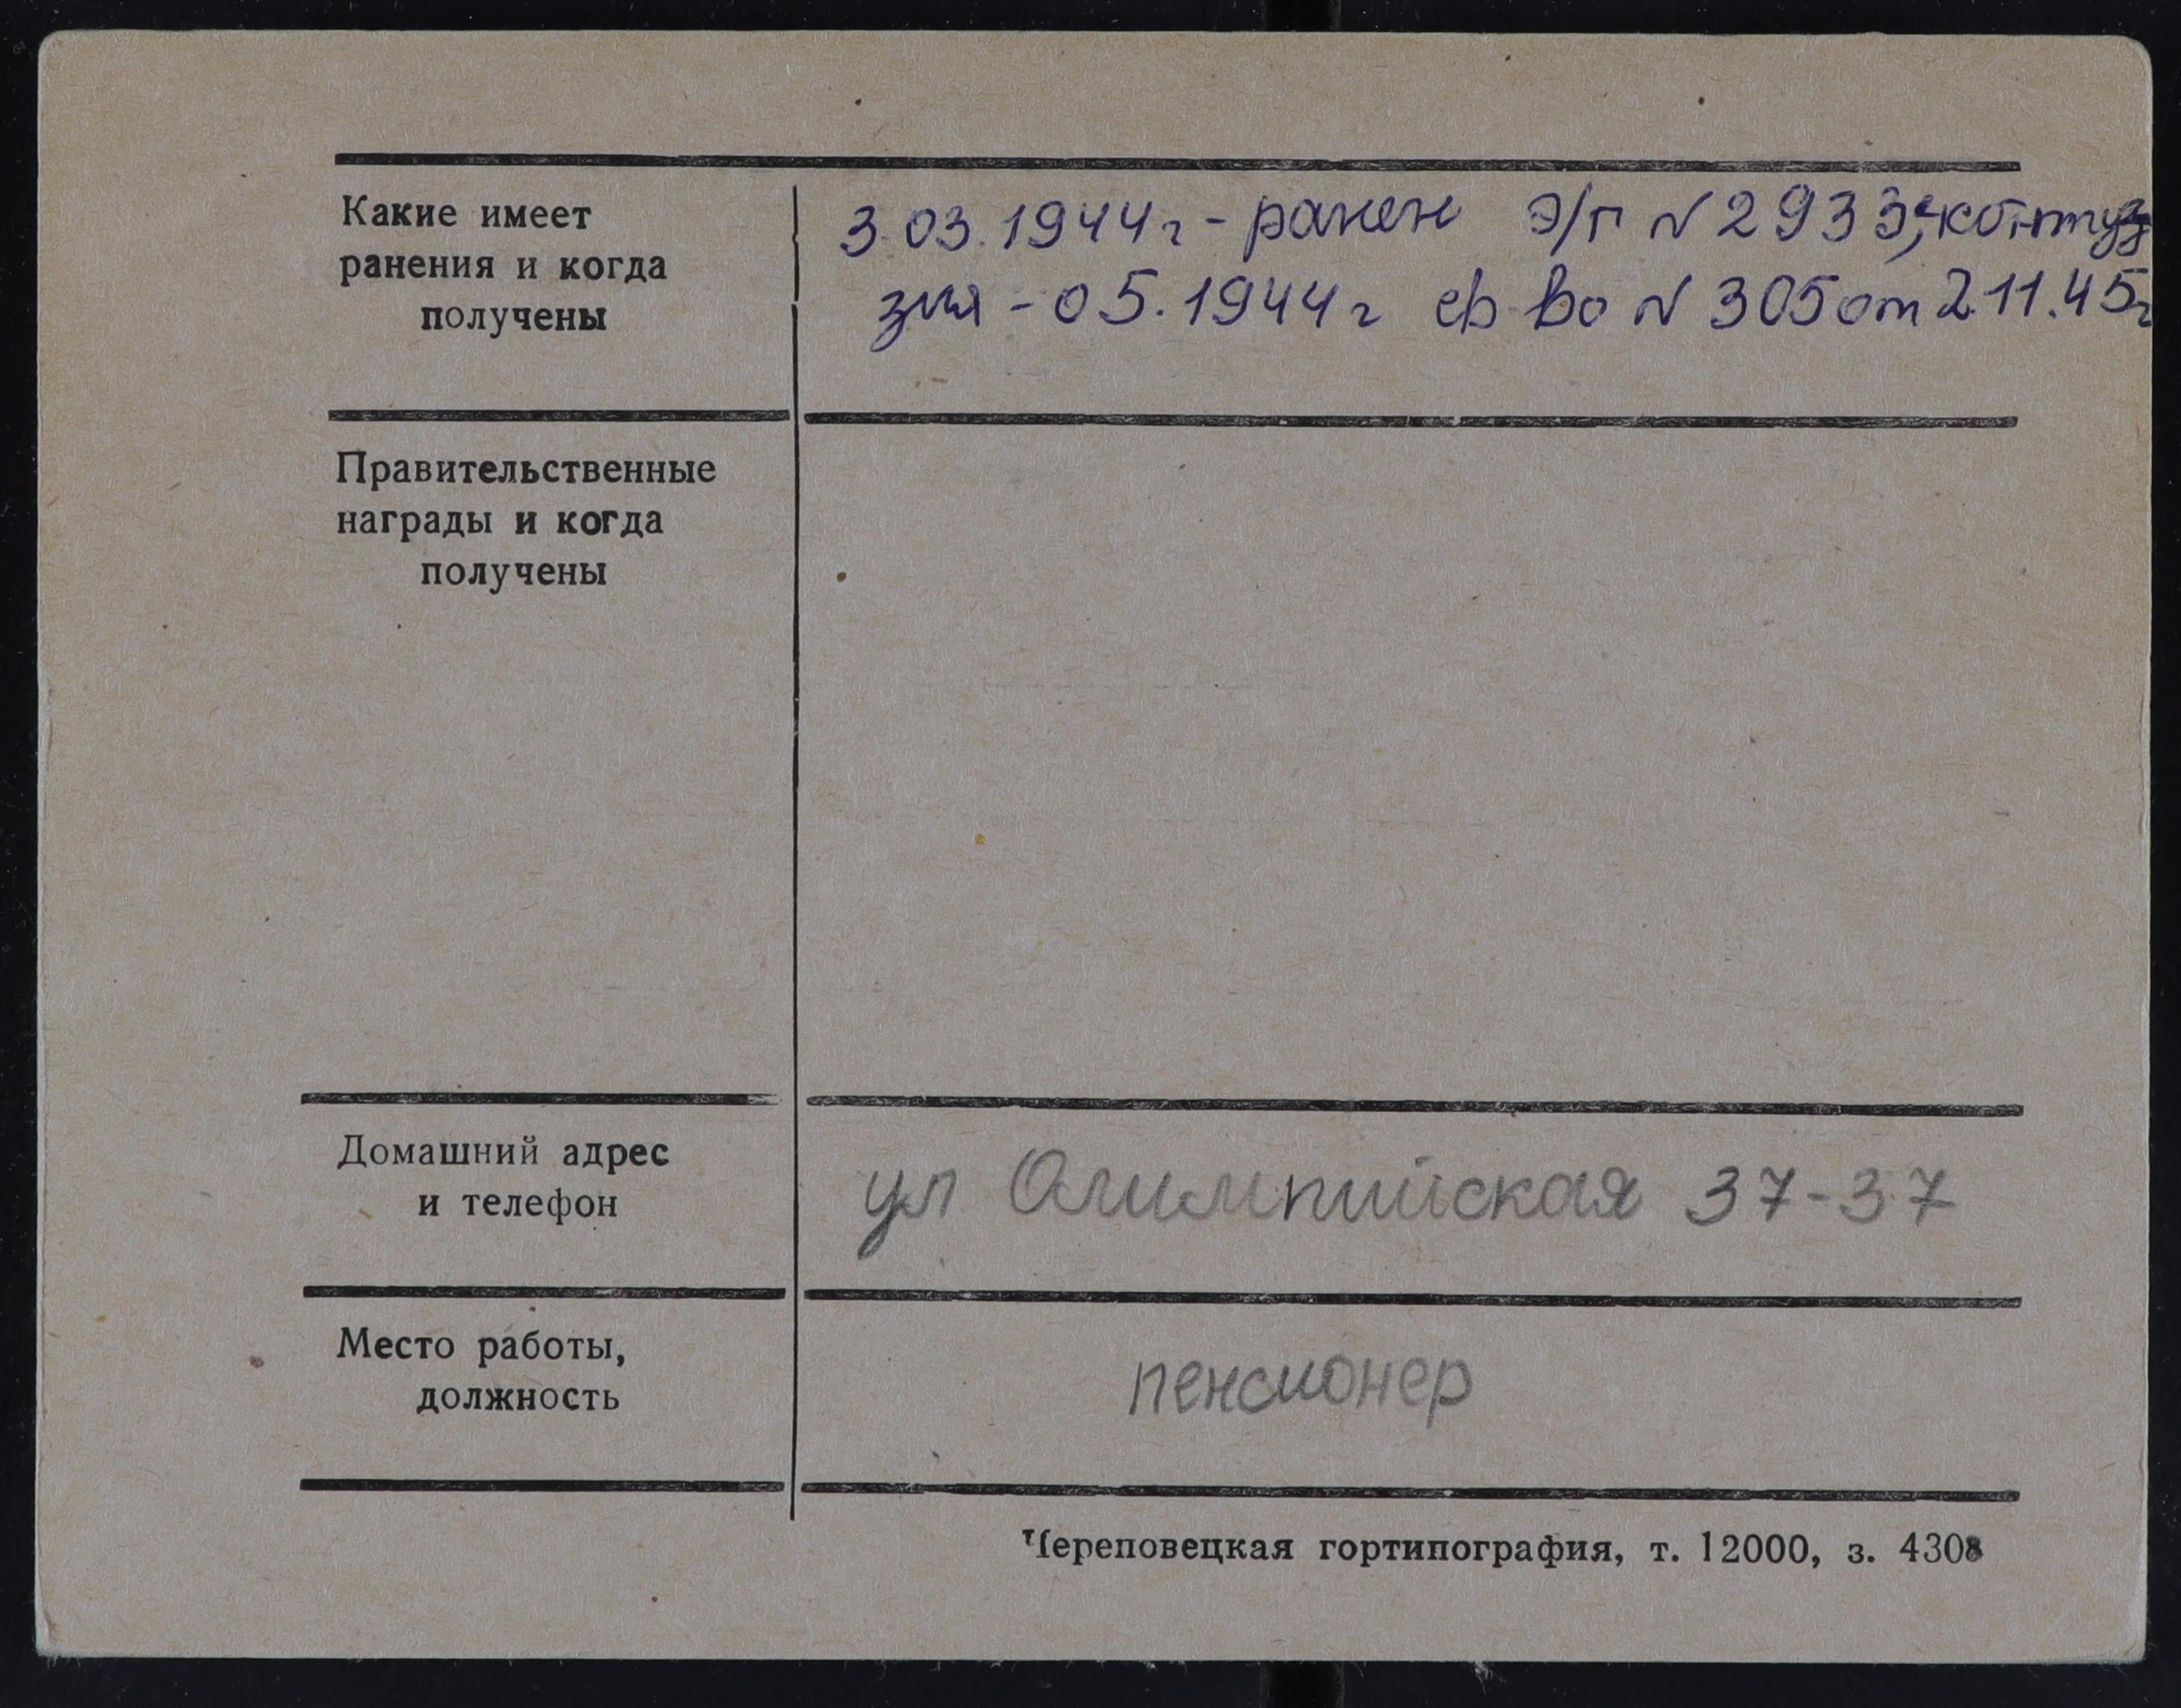 Какие имеет
ранения и когда
получены
3.03.1944г - ранен э/г N 2933, контуз
зия - 05.1944г св-во N 305 от 2.11.45г
Правительственные
награды и когда
получены
Домашний адрес
и телефон
ул Олимпийская 37-37
Место работы,
должность
пенсионер
Череповецкая гортипография, т. 12000, з. 4308